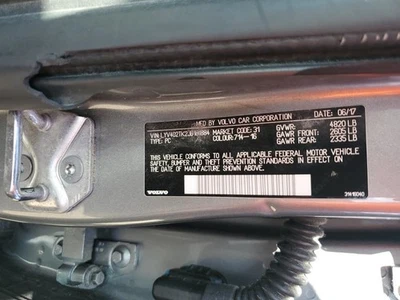 MFD BY VOLVO CAR CORPORATION DATE: 06/17
MARKET CODE: 31 GVWR: 4820 LB
TYPE: PC COLOUR: 714-16 GAWR FRONT: 2605 LB
GAWR REAR: 2335 LB
THIS VEHICLE CONFORMS TO ALL APPLICABLE FEDERAL MOTOR VEHICLE
SAFETY, BUMPER AND THEFT PREVENTION STANDARDS IN EFFECT ON
THE DATE OF MANUFACTURE SHOWN ABOVE.
VOLVO